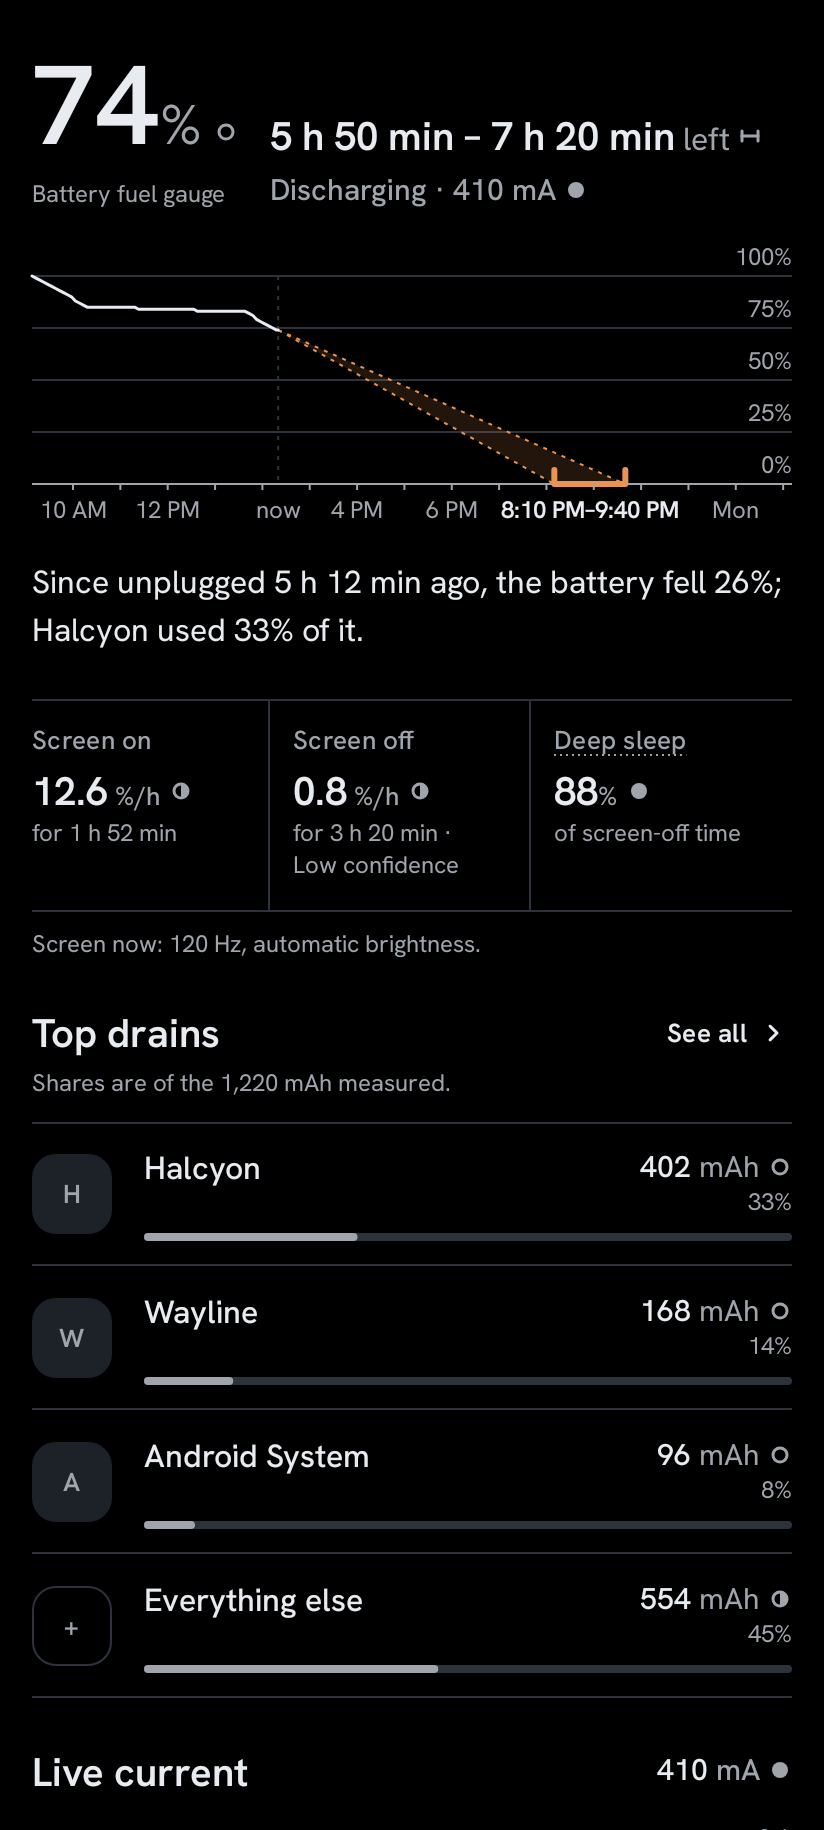 74%
5 h 50 min – 7 h 20 min left
Battery fuel gauge
Discharging · 410 mA
100%
75%
50%
25%
0%
10 AM 12 PM now 4 PM 6 PM 8:10 PM–9:40 PM Mon
Since unplugged 5 h 12 min ago, the battery fell 26%;
Halcyon used 33% of it.
Screen on
12.6 %/h
for 1 h 52 min
Screen off
0.8 %/h
for 3 h 20 min ·
Low confidence
Deep sleep
88%
of screen-off time
Screen now: 120 Hz, automatic brightness.
Top drains
See all
Shares are of the 1,220 mAh measured.
H
Halcyon
402 mAh
33%
W
Wayline
168 mAh
14%
A
Android System
96 mAh
8%
+
Everything else
554 mAh
45%
Live current
410 mA